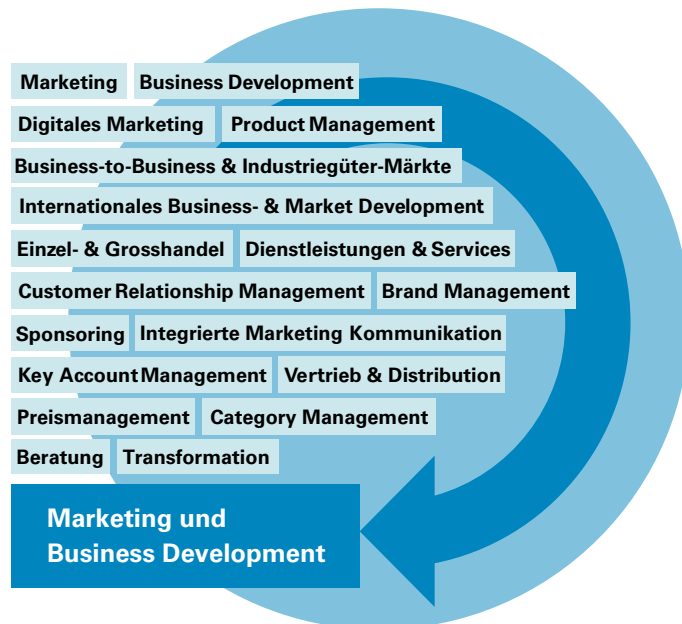 Marketing Business Development
Digitales Marketing Product Management
Business-to-Business & Industriegüter-Märkte
Internationales Business- & Market Development
Einzel- & Grosshandel Dienstleistungen & Services
Customer Relationship Management Brand Management
Sponsoring Integrierte Marketing Kommunikation
Key Account Management Vertrieb & Distribution
Preismanagement Category Management
Beratung Transformation
Marketing und
Business Development